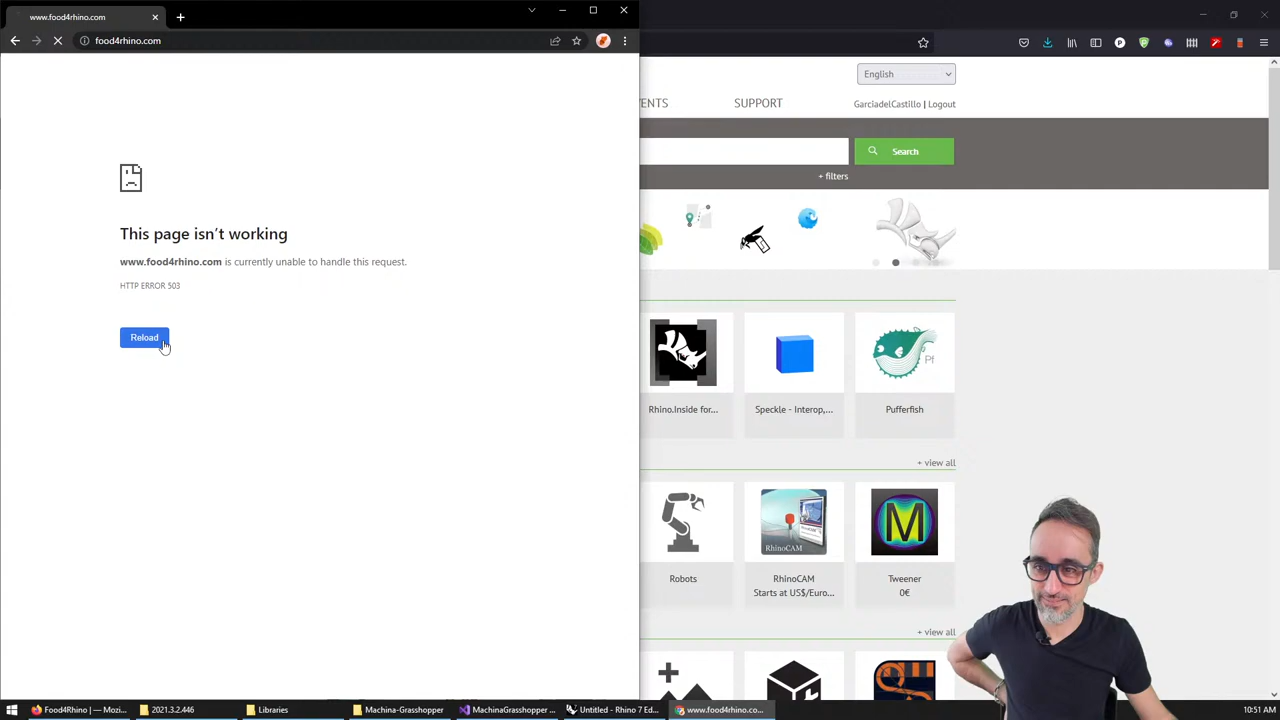 www.food4rhino.com
food4rhino.com
This page isn't working
www.food4rhino.com is currently unable to handle this request.
HTTP ERROR 503
Reload
English
ENTS
SUPPORT
GarciadelCastillo | Logout
Search
+ filters
Rhino.Inside for...
Speckle - Interop,...
Pf
Pufferfish
+ view all
Robots
RhinoCAM
RhinoCAM
Starts at US$/Euro...
M
Tweener
0€
+ view all
Food4Rhino | — Mozi...
2021.3.2.446
Libraries
Machina-Grasshopper
MachinaGrasshopper ...
Untitled - Rhino 7 Ed...
www.food4rhino.co...
10:51 AM